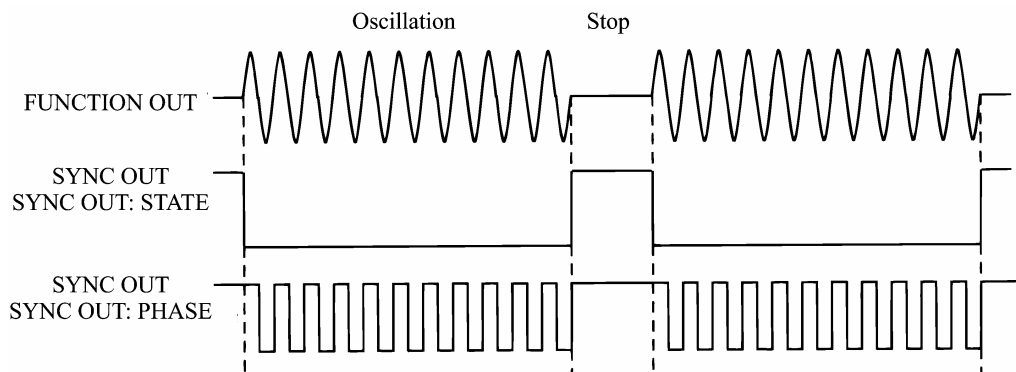 Oscillation
Stop
FUNCTION OUT
SYNC OUT
SYNC OUT: STATE
SYNC OUT
SYNC OUT: PHASE